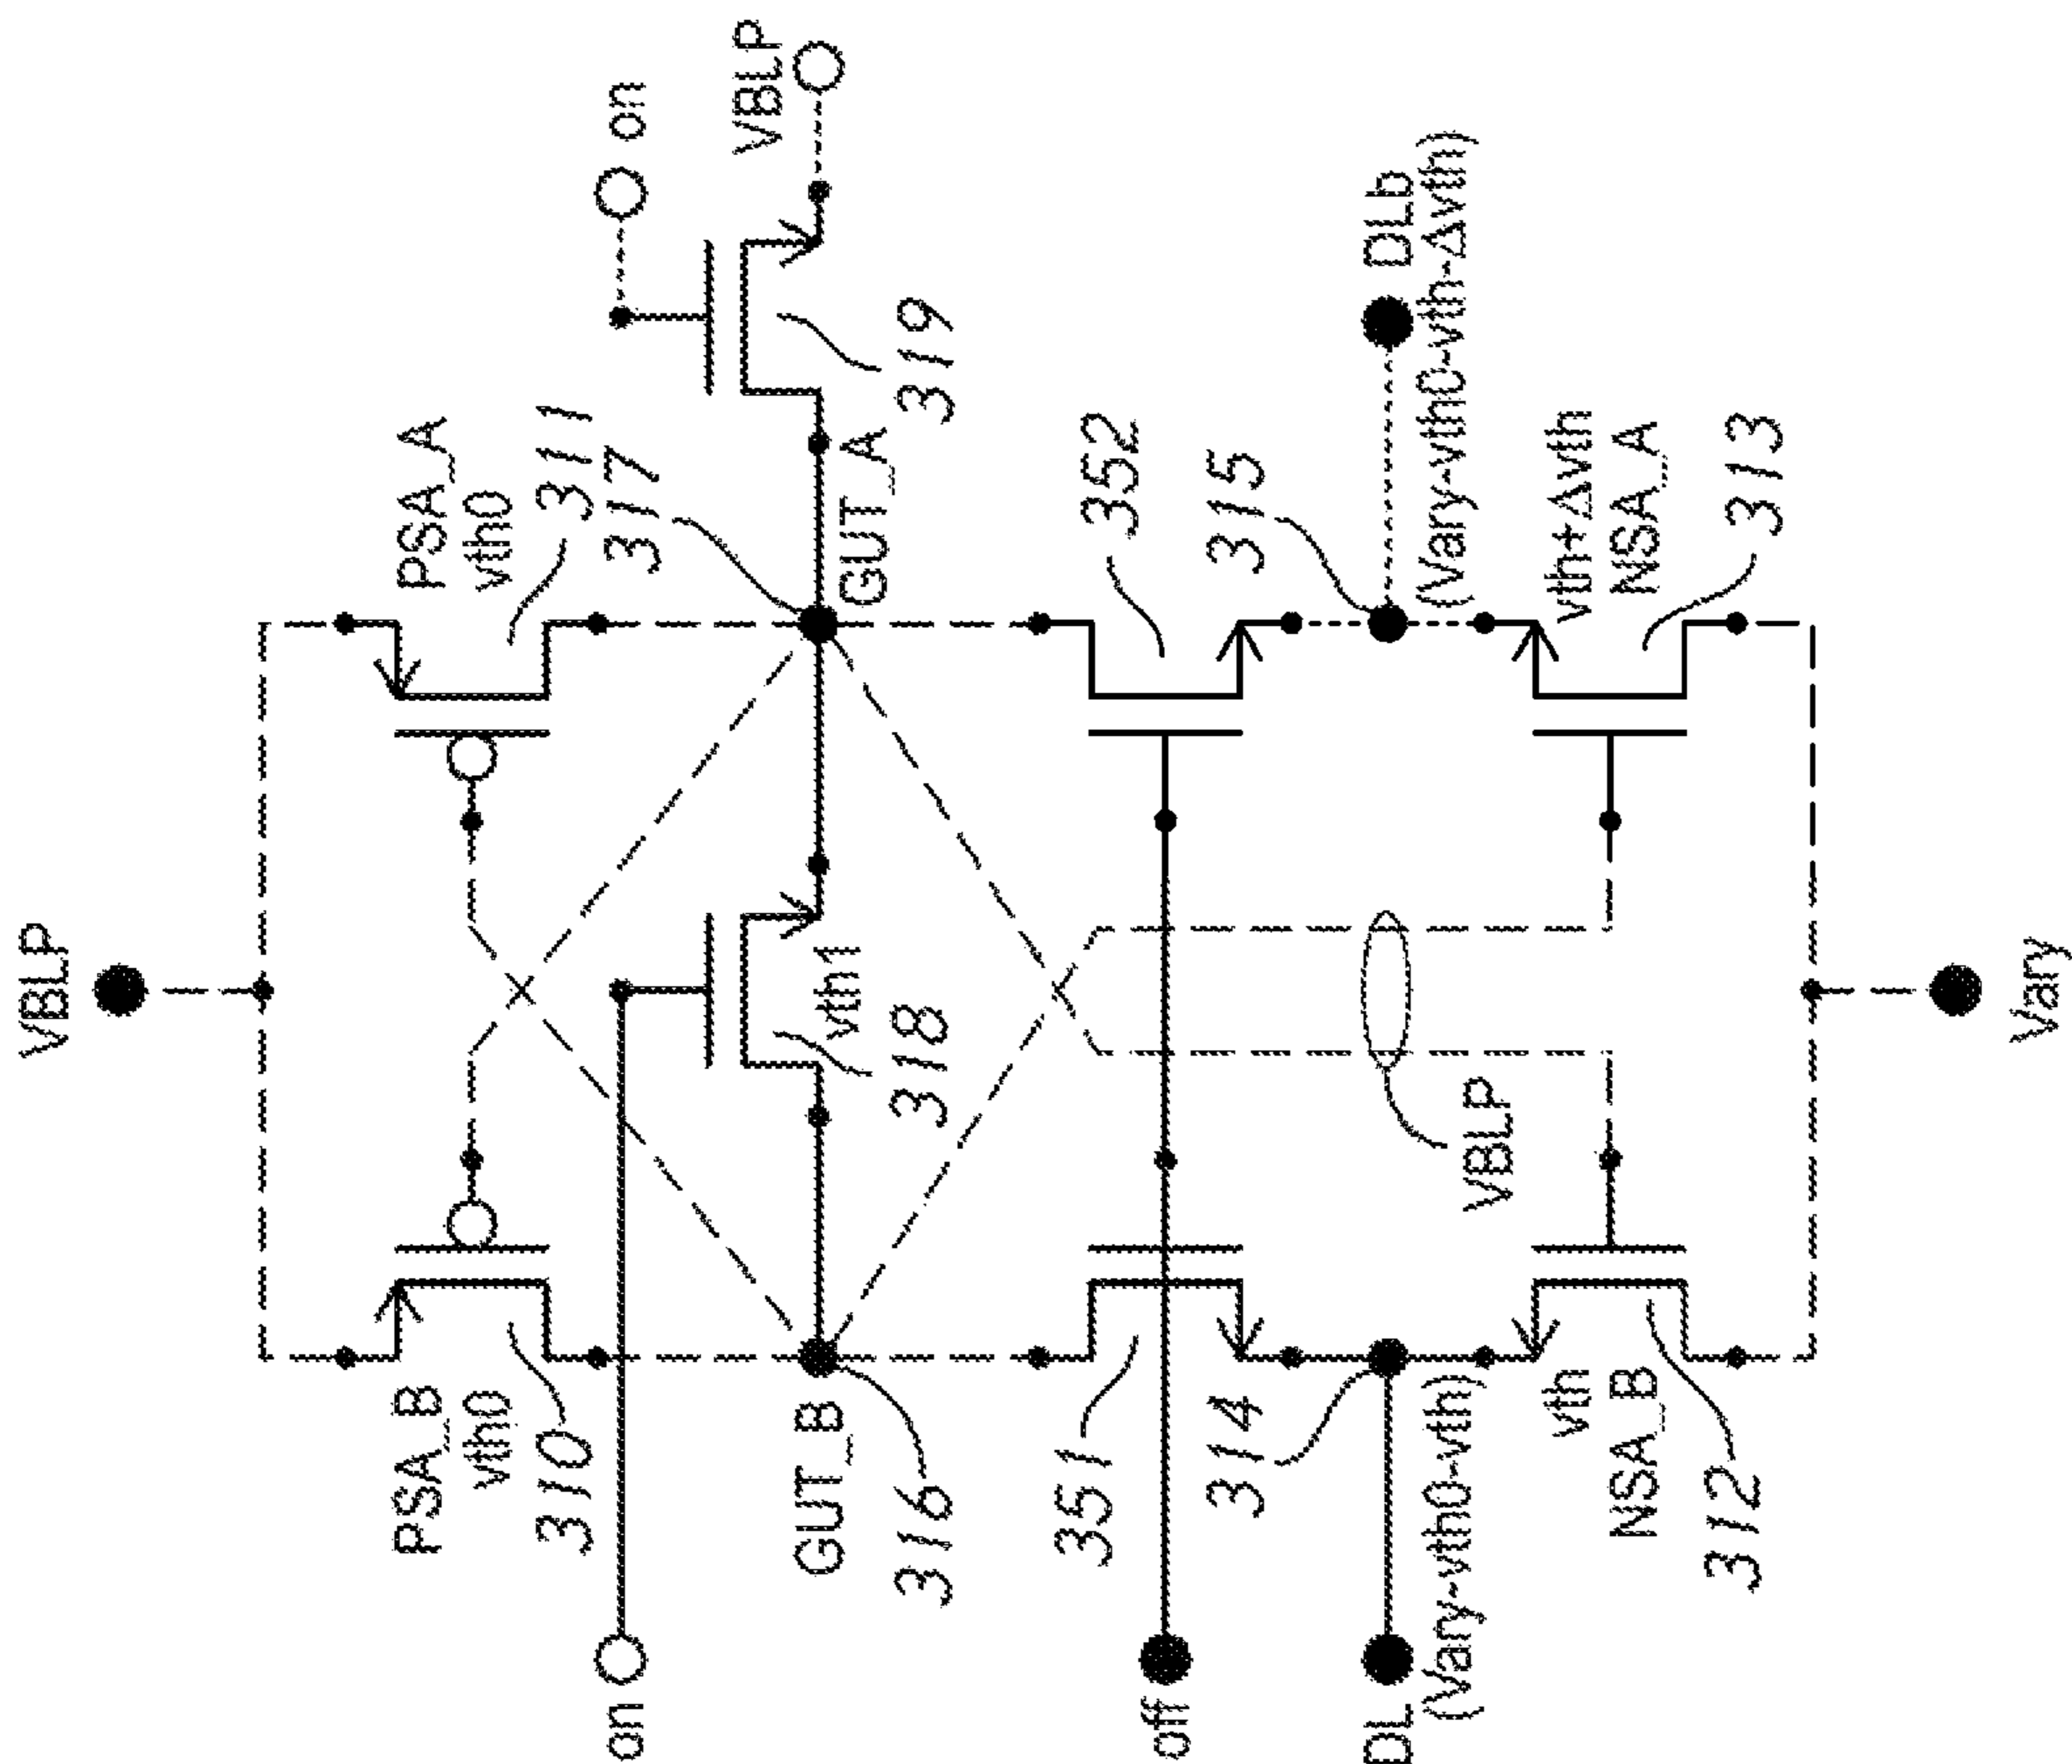 VBLP
on
VBLP
PSA_B
vth0
310
PSA_A
vth0
311
317
on
GUT_B
316
vth1
318
GUT_A
319
351
352
off
314
315
DL
(Vary-vth0-vth)
VBLP
DLb
(Vary-vth0-vth-Δvth)
vth
NSA_B
312
vth+Δvth
NSA_A
313
Vary